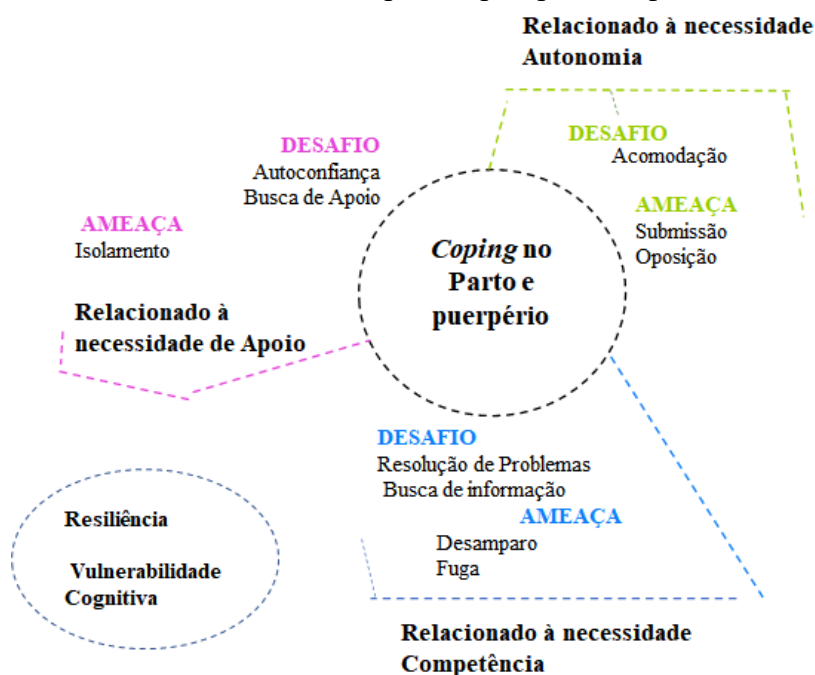 Relacionado à necessidade
Autonomia
DESAFIO
Acomodação
AMEAÇA
Submissão
Oposição
DESAFIO
Autoconfiança
Busca de Apoio
AMEAÇA
Isolamento
Relacionado à
necessidade de Apoio
Coping no
Parto e
puerpério
DESAFIO
Resolução de Problemas
Busca de informação
AMEAÇA
Desamparo
Fuga
Relacionado à necessidade
Competência
Resiliência
Vulnerabilidade
Cognitiva